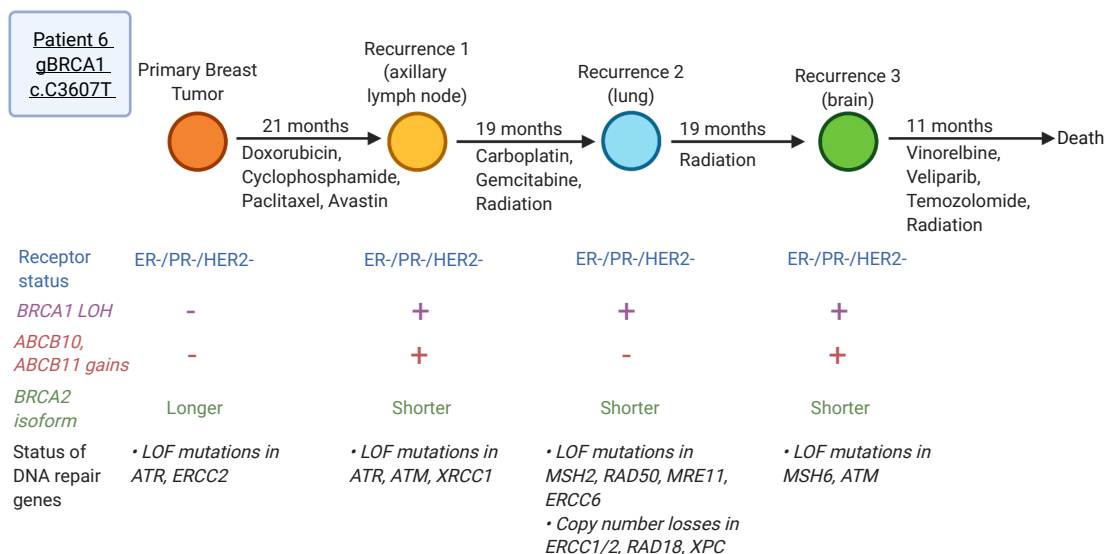 Patient 6
gBRCA1
c.C3607T
Primary Breast
Tumor
Recurrence 1
(axillary
lymph node)
Recurrence 2
(lung)
Recurrence 3
(brain)
21 months
Doxorubicin,
Cyclophosphamide,
Paclitaxel, Avastin
19 months
Carboplatin,
Gemcitabine,
Radiation
19 months
Radiation
11 months
Vinorelbine,
Veliparib,
Temozolomide,
Radiation
Death
Receptor
status
ER-/PR-/HER2-
ER-/PR-/HER2-
ER-/PR-/HER2-
ER-/PR-/HER2-
BRCA1 LOH
-
+
+
+
ABCB10,
ABCB11 gains
-
+
-
+
BRCA2
isoform
Longer
Shorter
Shorter
Shorter
Status of
DNA repair
genes
• LOF mutations in
ATR, ERCC2
• LOF mutations in
ATR, ATM, XRCC1
• LOF mutations in
MSH2, RAD50, MRE11,
ERCC6
• Copy number losses in
ERCC1/2, RAD18, XPC
• LOF mutations in
MSH6, ATM